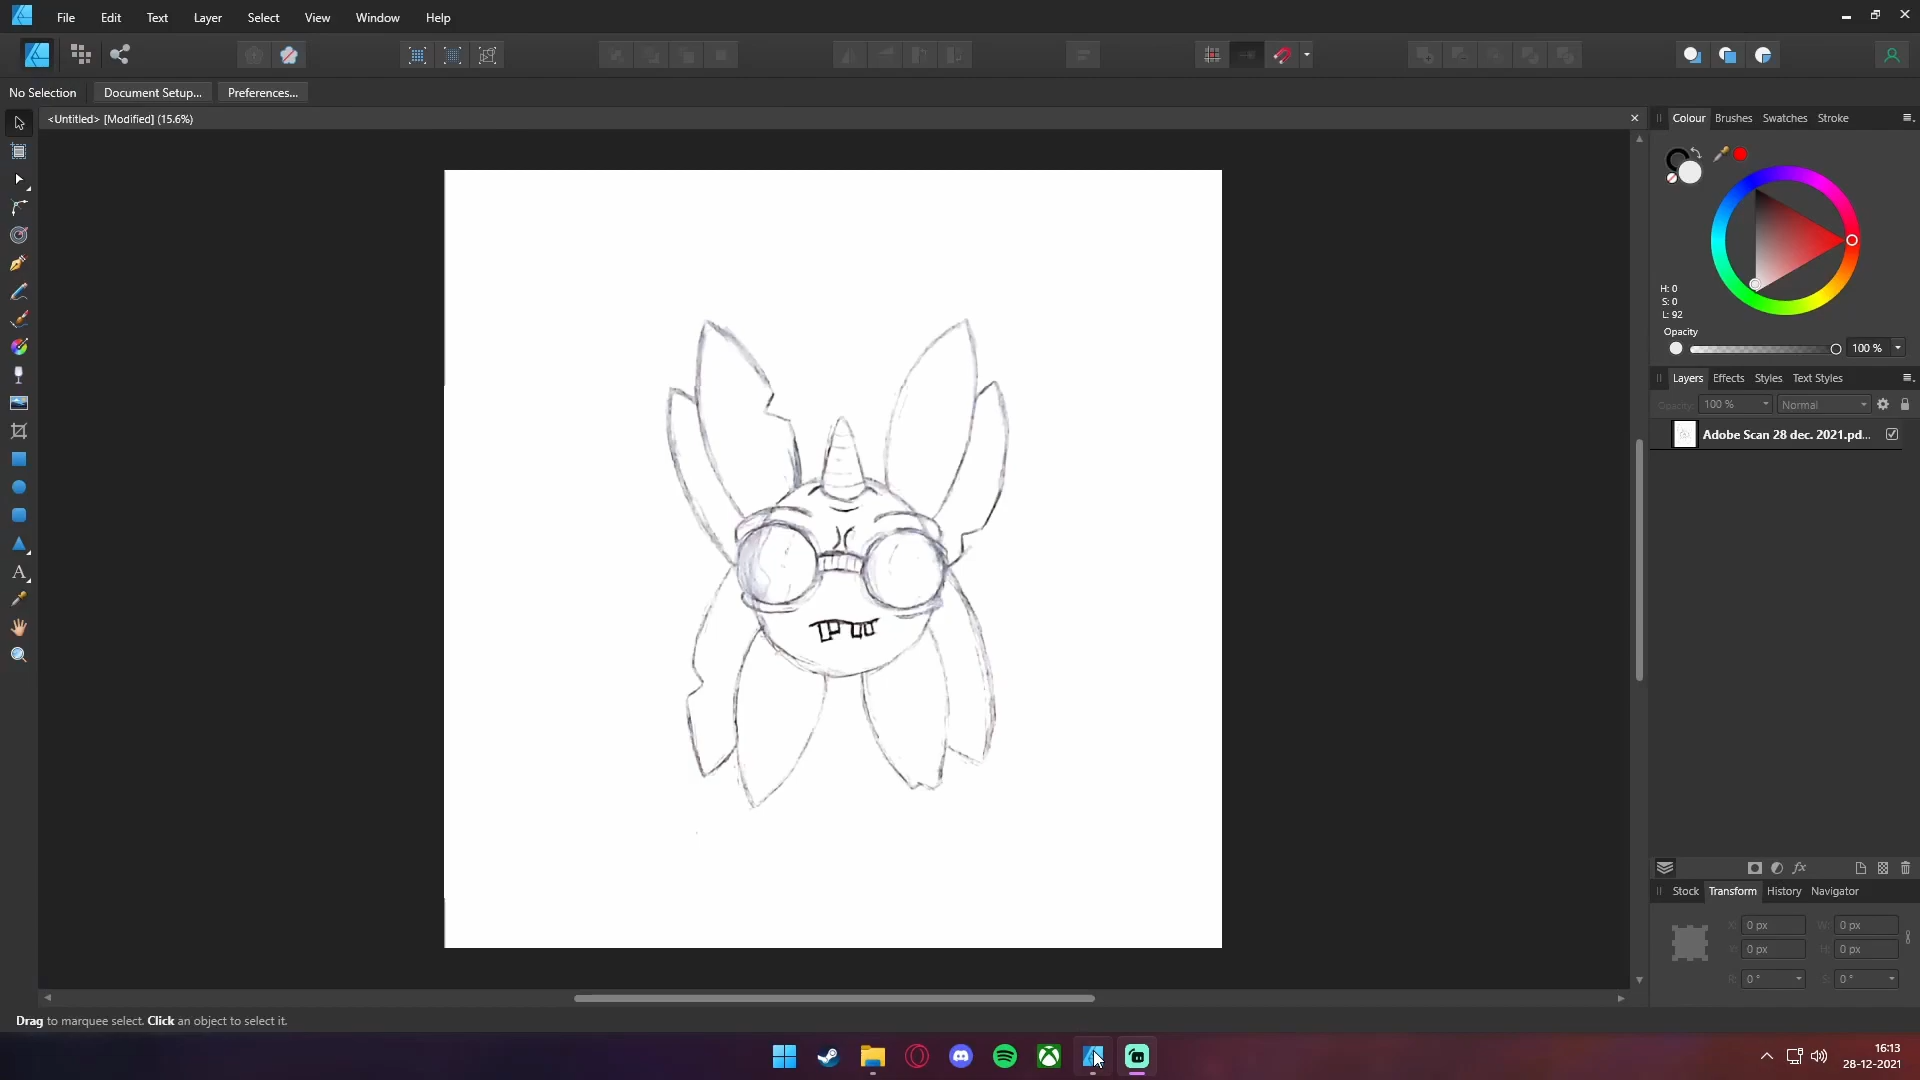 File Edit Text Layer Select View Window Help
No Selection Document Setup... Preferences...
<Untitled> [Modified] (15.6%)
Colour Brushes Swatches Stroke
H: 0
S: 0
L: 92
Opacity
100 %
Layers Effects Styles Text Styles
Opacity: 100 % Normal
Adobe Scan 28 dec. 2021.pd...
fx
Stock Transform History Navigator
X: 0 px W: 0 px
Y: 0 px H: 0 px
R: 0 ° S: 0 °
A
Drag to marquee select. Click an object to select it.
16:13
28-12-2021